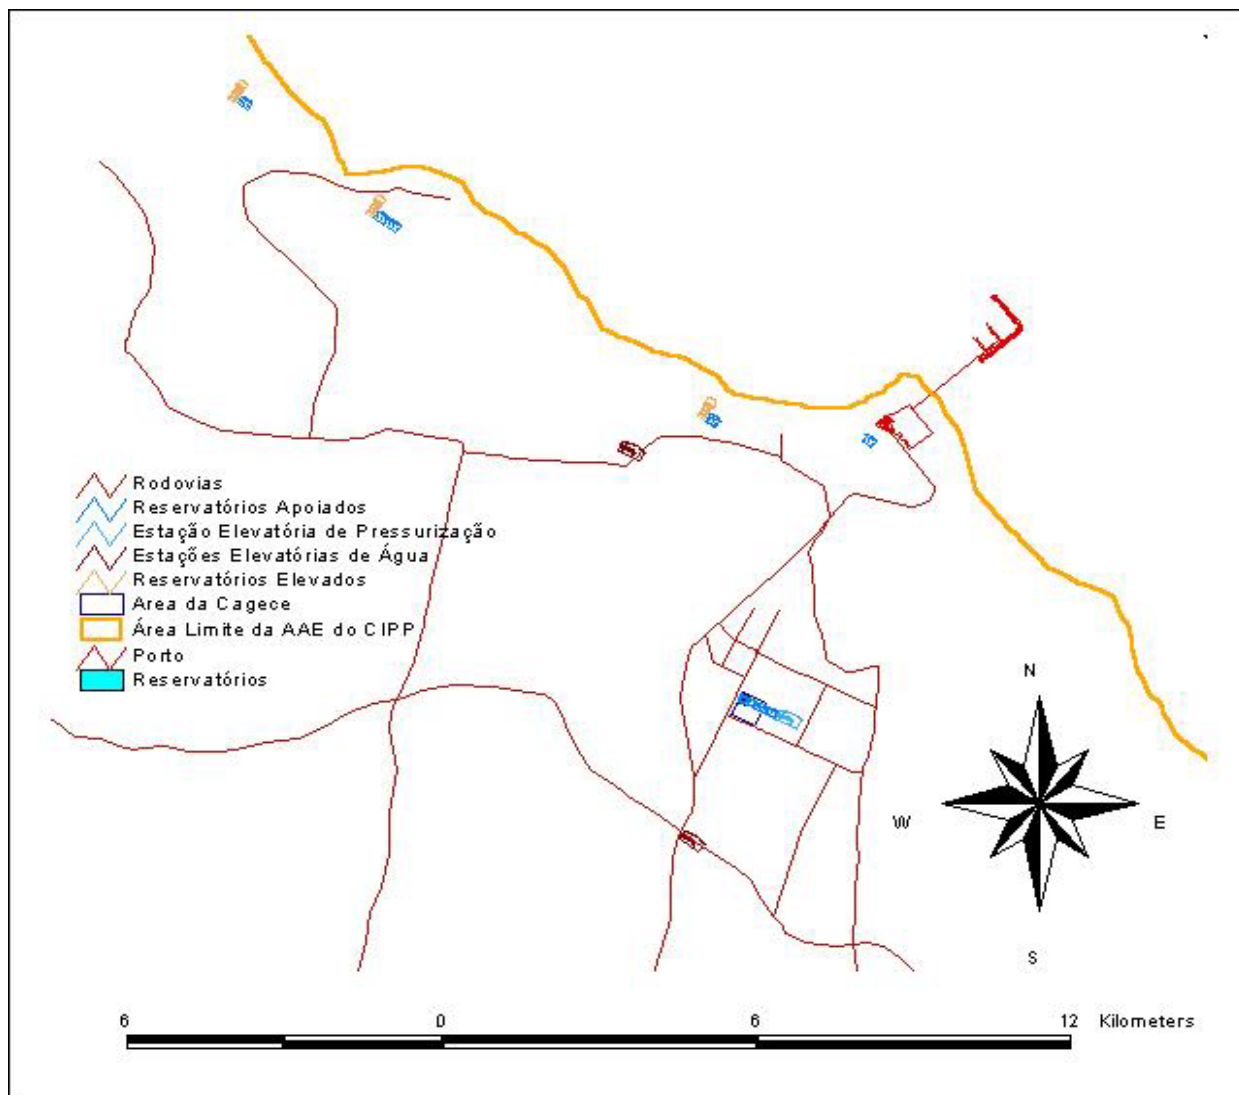 Rodovias
Reservatórios Apoiados
Estação Elevatória de Pressurização
Estações Elevatórias de Água
Reservatórios Elevados
Area da Cagece
Área Limite da AAE do CIPP
Porto
Reservatórios
N
W
E
S
6 0 6 12 Kilometers